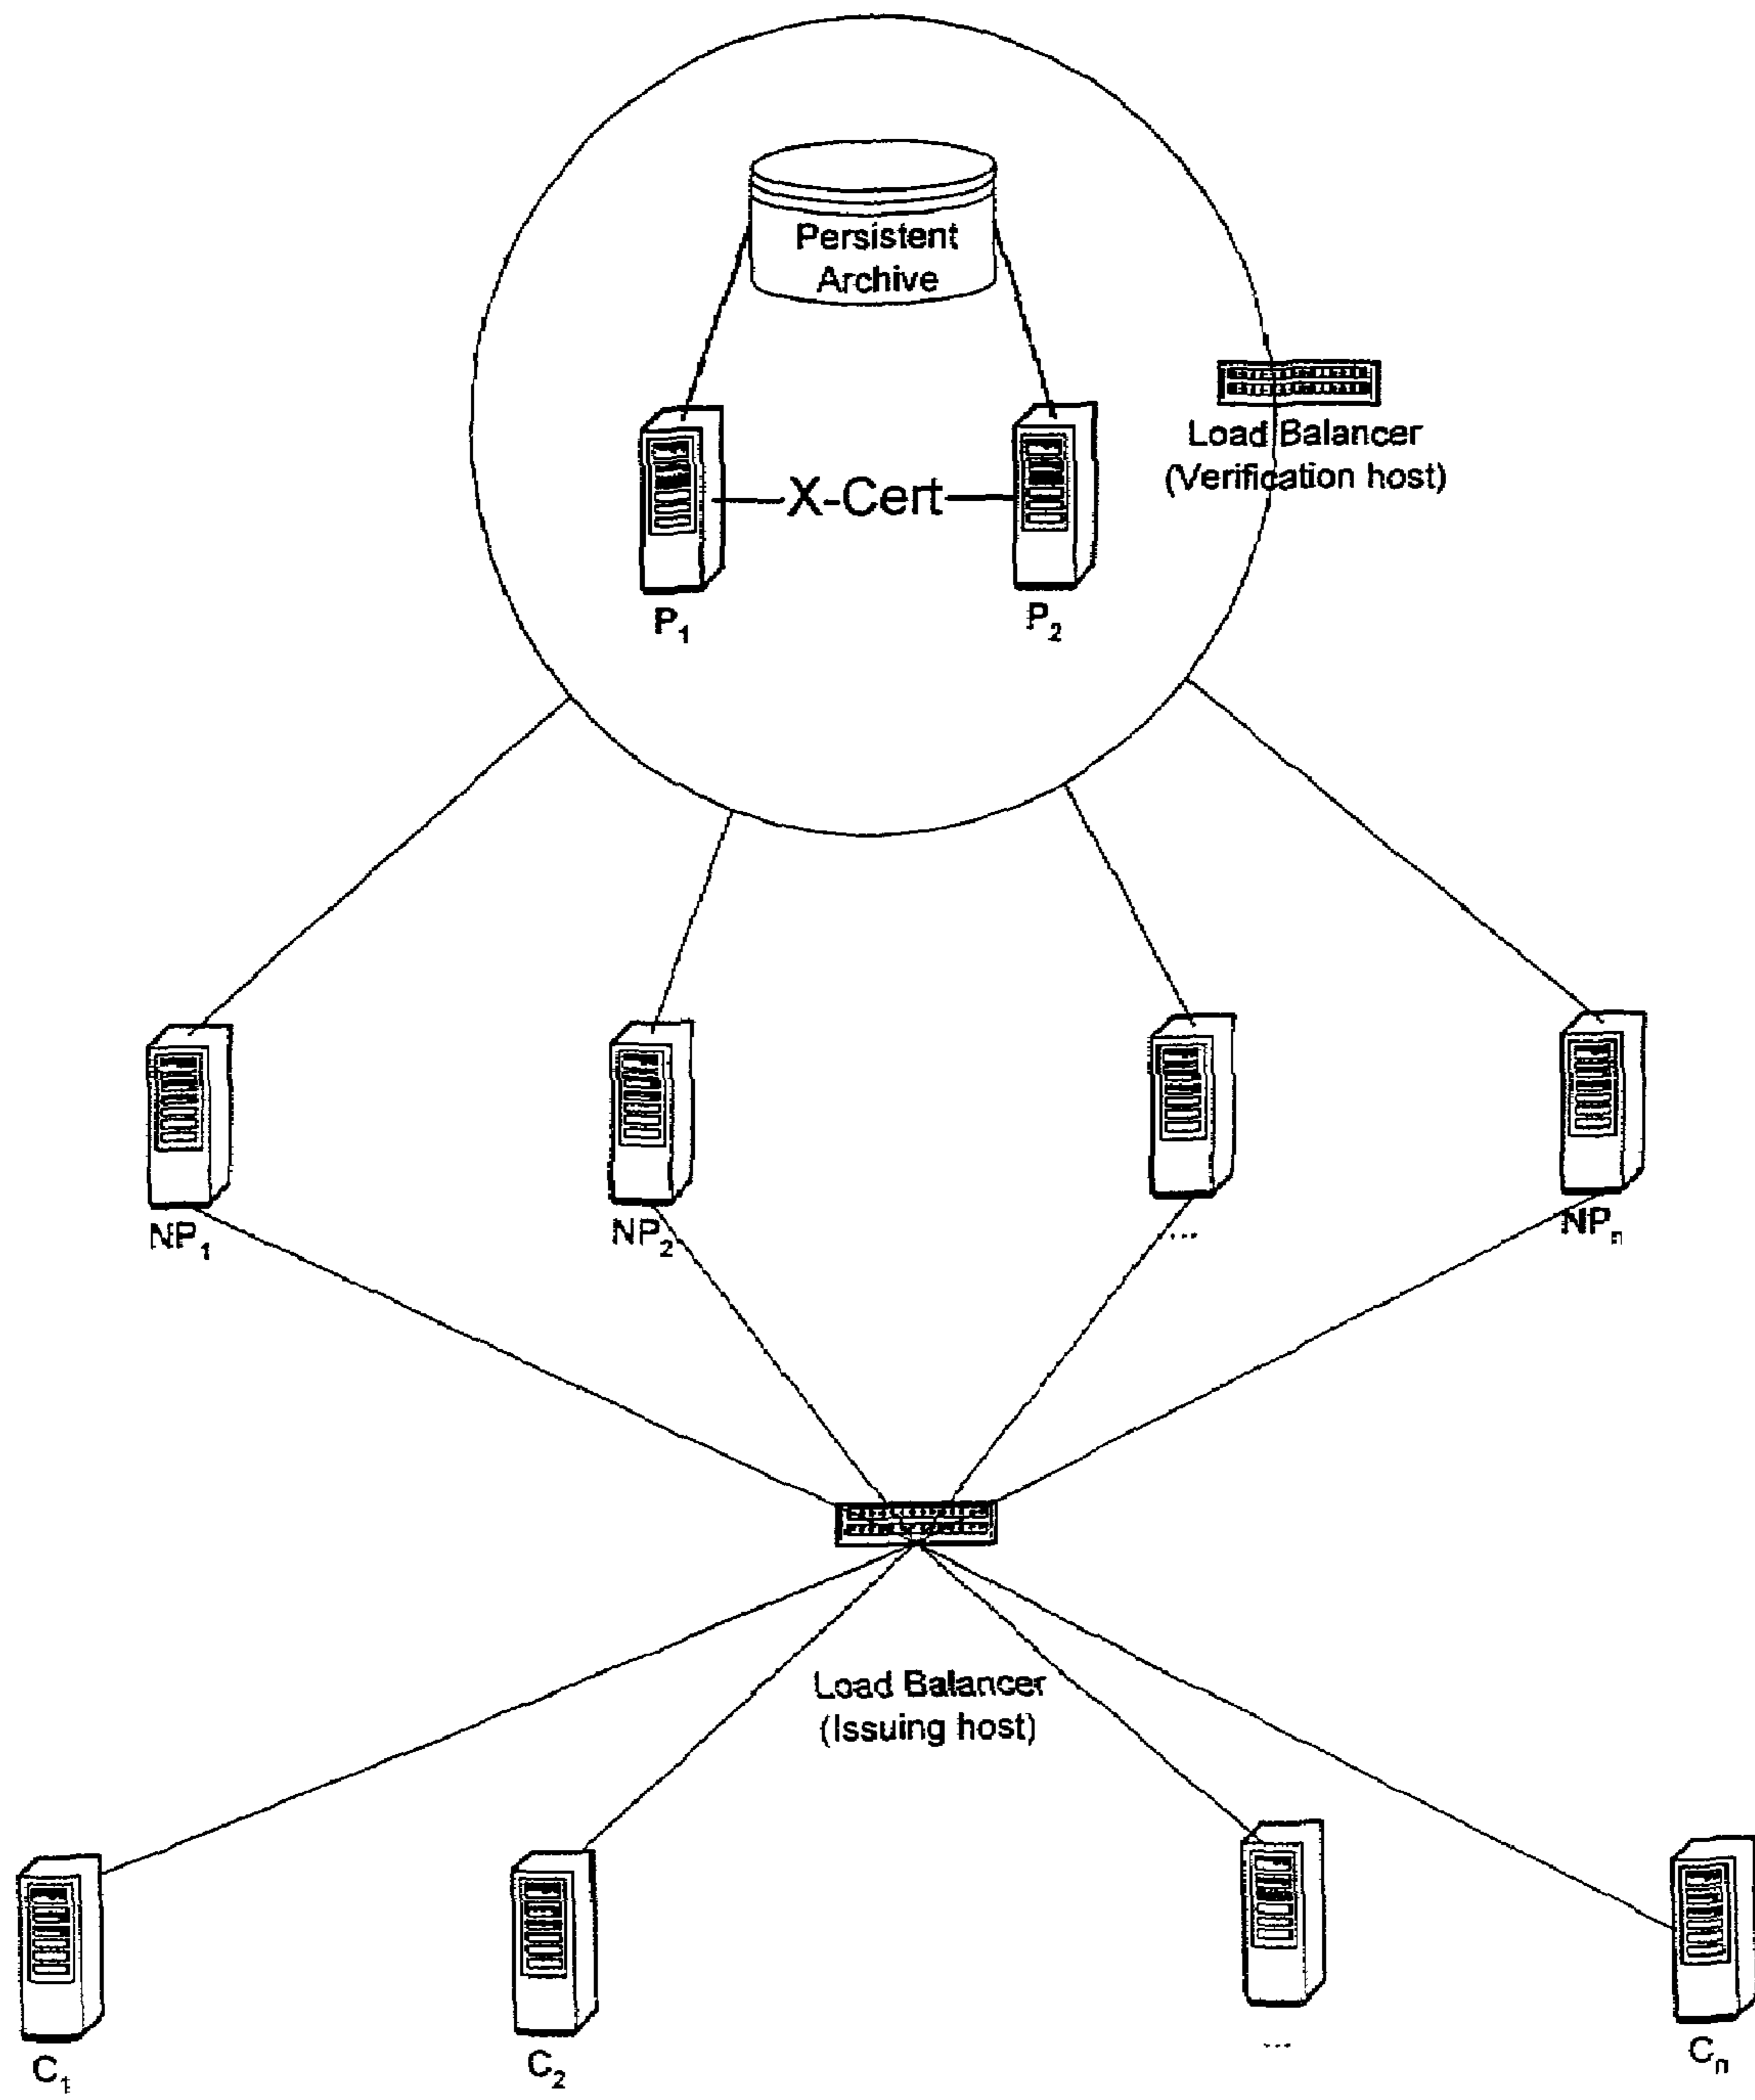 Persistent
Archive
Load Balancer
(Verification host)
X-Cert
P₁
P₂
NP₁
NP₂
...
NPₙ
Load Balancer
(Issuing host)
C₁
C₂
...
Cₙ